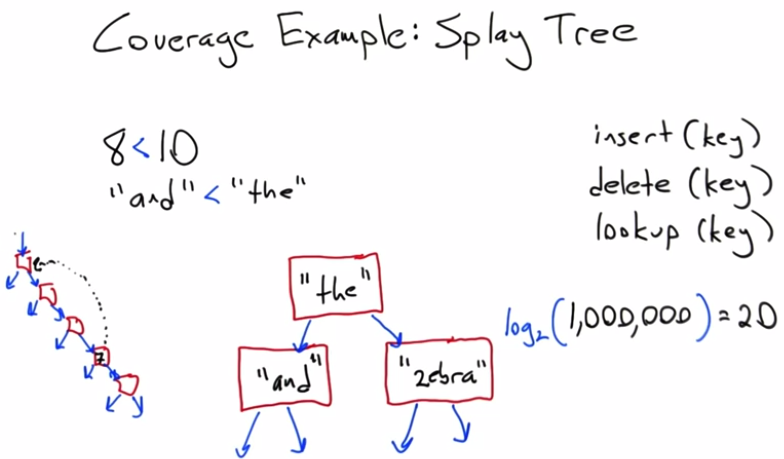 Coverage Example: Splay Tree
8 < 10
"and" < "the"
insert (key)
delete (key)
lookup (key)
"the"
log₂(1,000,000) = 20
"and"
"zebra"
7